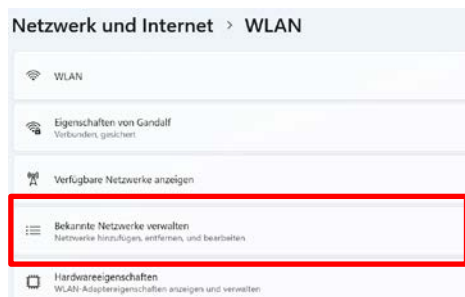 Netzwerk und Internet > WLAN
WLAN
Eigenschaften von Gandalf
Verbunden, gesichert
Verfügbare Netzwerke anzeigen
Bekannte Netzwerke verwalten
Netzwerke hinzufügen, entfernen, und bearbeiten
Hardwareeigenschaften
WLAN-Adaptereigenschaften anzeigen und verwalten